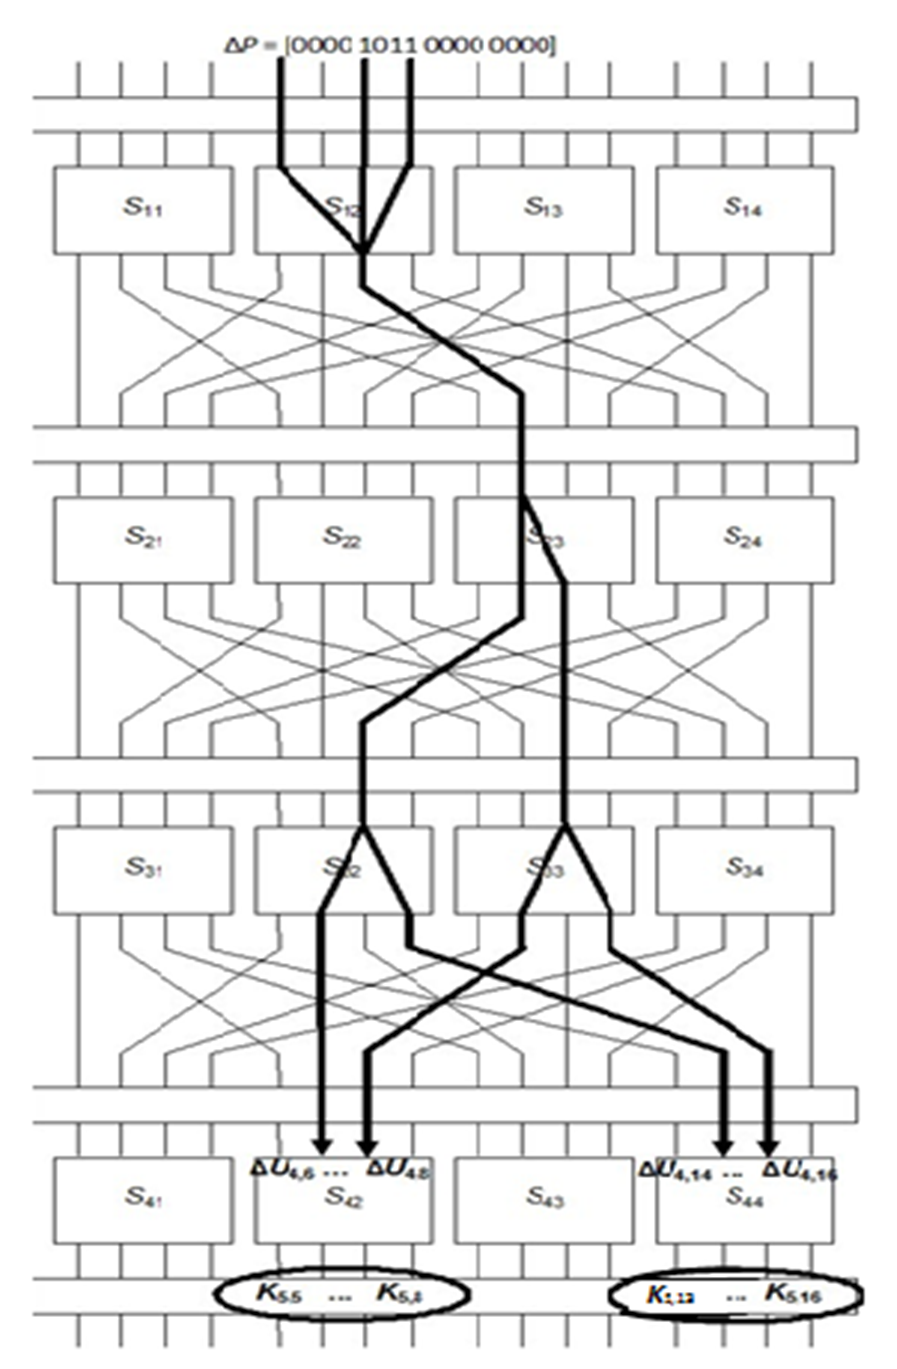 ΔP = [0000 1011 0000 0000]
S11 S12 S13 S14
S21 S22 S23 S24
S31 S32 S33 S34
ΔU4,6 ... ΔU4,8 ΔU4,14 ... ΔU4,16
S41 S42 S43 S44
K5,5 ... K5,8 K1,13 ... K5,16